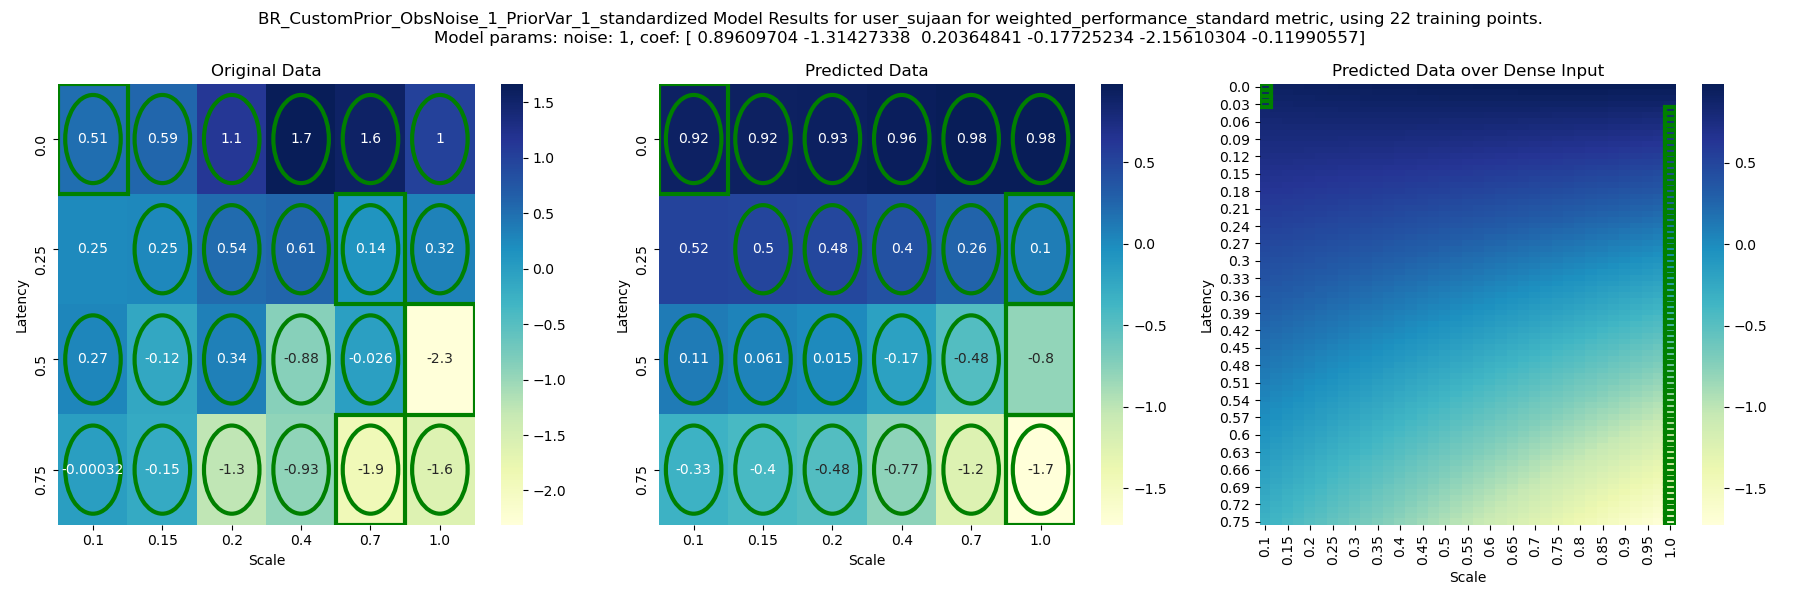 BR_CustomPrior_ObsNoise_1_PriorVar_1_standardized Model Results for user_sujaan for weighted_performance_standard metric, using 22 training points.
Model params: noise: 1, coef: [ 0.89609704 -1.31427338  0.20364841 -0.17725234 -2.15610304 -0.11990557]
Original Data
0.0
0.25
0.5
0.75
Latency
0.51 0.59 1.1 1.7 1.6 1
0.25 0.25 0.54 0.61 0.14 0.32
0.27 -0.12 0.34 -0.88 -0.026 -2.3
-0.00032 -0.15 -1.3 -0.93 -1.9 -1.6
0.1 0.15 0.2 0.4 0.7 1.0
Scale
1.5
1.0
0.5
0.0
−0.5
−1.0
−1.5
−2.0
Predicted Data
0.0
0.25
0.5
0.75
Latency
0.92 0.92 0.93 0.96 0.98 0.98
0.52 0.5 0.48 0.4 0.26 0.1
0.11 0.061 0.015 -0.17 -0.48 -0.8
-0.33 -0.4 -0.48 -0.77 -1.2 -1.7
0.1 0.15 0.2 0.4 0.7 1.0
Scale
0.5
0.0
−0.5
−1.0
−1.5
Predicted Data over Dense Input
0.0
0.03
0.06
0.09
0.12
0.15
0.18
0.21
0.24
0.27
0.3
0.33
0.36
0.39
0.42
0.45
0.48
0.51
0.54
0.57
0.6
0.63
0.66
0.69
0.72
0.75
Latency
0.1 0.15 0.2 0.25 0.3 0.35 0.4 0.45 0.5 0.55 0.6 0.65 0.7 0.75 0.8 0.85 0.9 0.95 1.0
Scale
0.5
0.0
−0.5
−1.0
−1.5